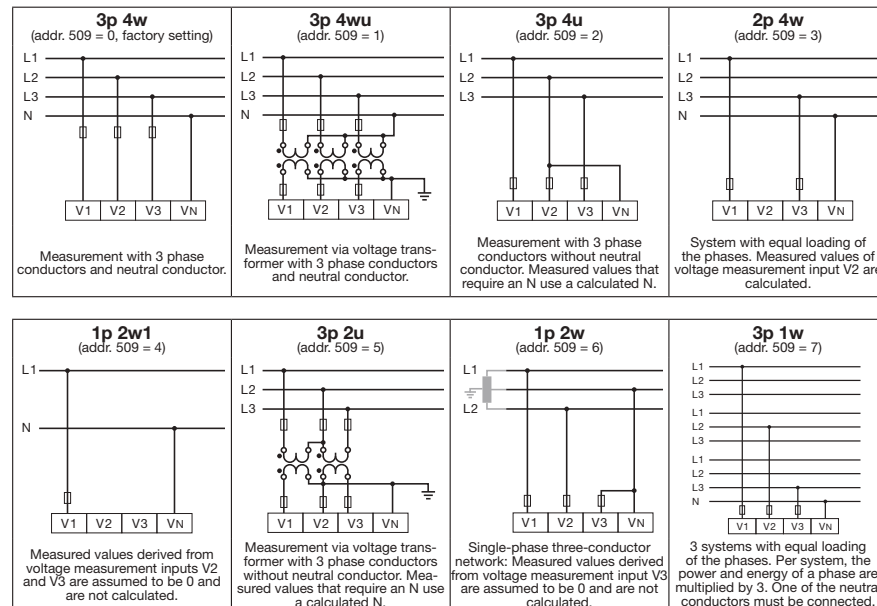 3p 4w
(addr. 509 = 0, factory setting)
L1
L2
L3
N
V1 V2 V3 VN
Measurement with 3 phase
conductors and neutral conductor.
3p 4wu
(addr. 509 = 1)
L1
L2
L3
N
V1 V2 V3 VN
Measurement via voltage trans-
former with 3 phase conductors
and neutral conductor.
3p 4u
(addr. 509 = 2)
L1
L2
L3
V1 V2 V3 VN
Measurement with 3 phase
conductors without neutral
conductor. Measured values that
require an N use a calculated N.
2p 4w
(addr. 509 = 3)
L1
L2
L3
N
V1 V2 V3 VN
System with equal loading of
the phases. Measured values of
voltage measurement input V2 are
calculated.
1p 2w1
(addr. 509 = 4)
L1
N
V1 V2 V3 VN
Measured values derived from
voltage measurement inputs V2
and V3 are assumed to be 0 and
are not calculated.
3p 2u
(addr. 509 = 5)
L1
L2
L3
V1 V2 V3 VN
Measurement via voltage trans-
former with 3 phase conductors
without neutral conductor. Mea-
sured values that require an N use
a calculated N.
1p 2w
(addr. 509 = 6)
L1
L2
V1 V2 V3 VN
Single-phase three-conductor
network: Measured values derived
from voltage measurement input V3
are assumed to be 0 and are not
calculated.
3p 1w
(addr. 509 = 7)
L1
L2
L3
L1
L2
L3
L1
L2
L3
N
V1 V2 V3 VN
3 systems with equal loading
of the phases. Per system, the
power and energy of a phase are
multiplied by 3. One of the neutral
conductors must be connected.